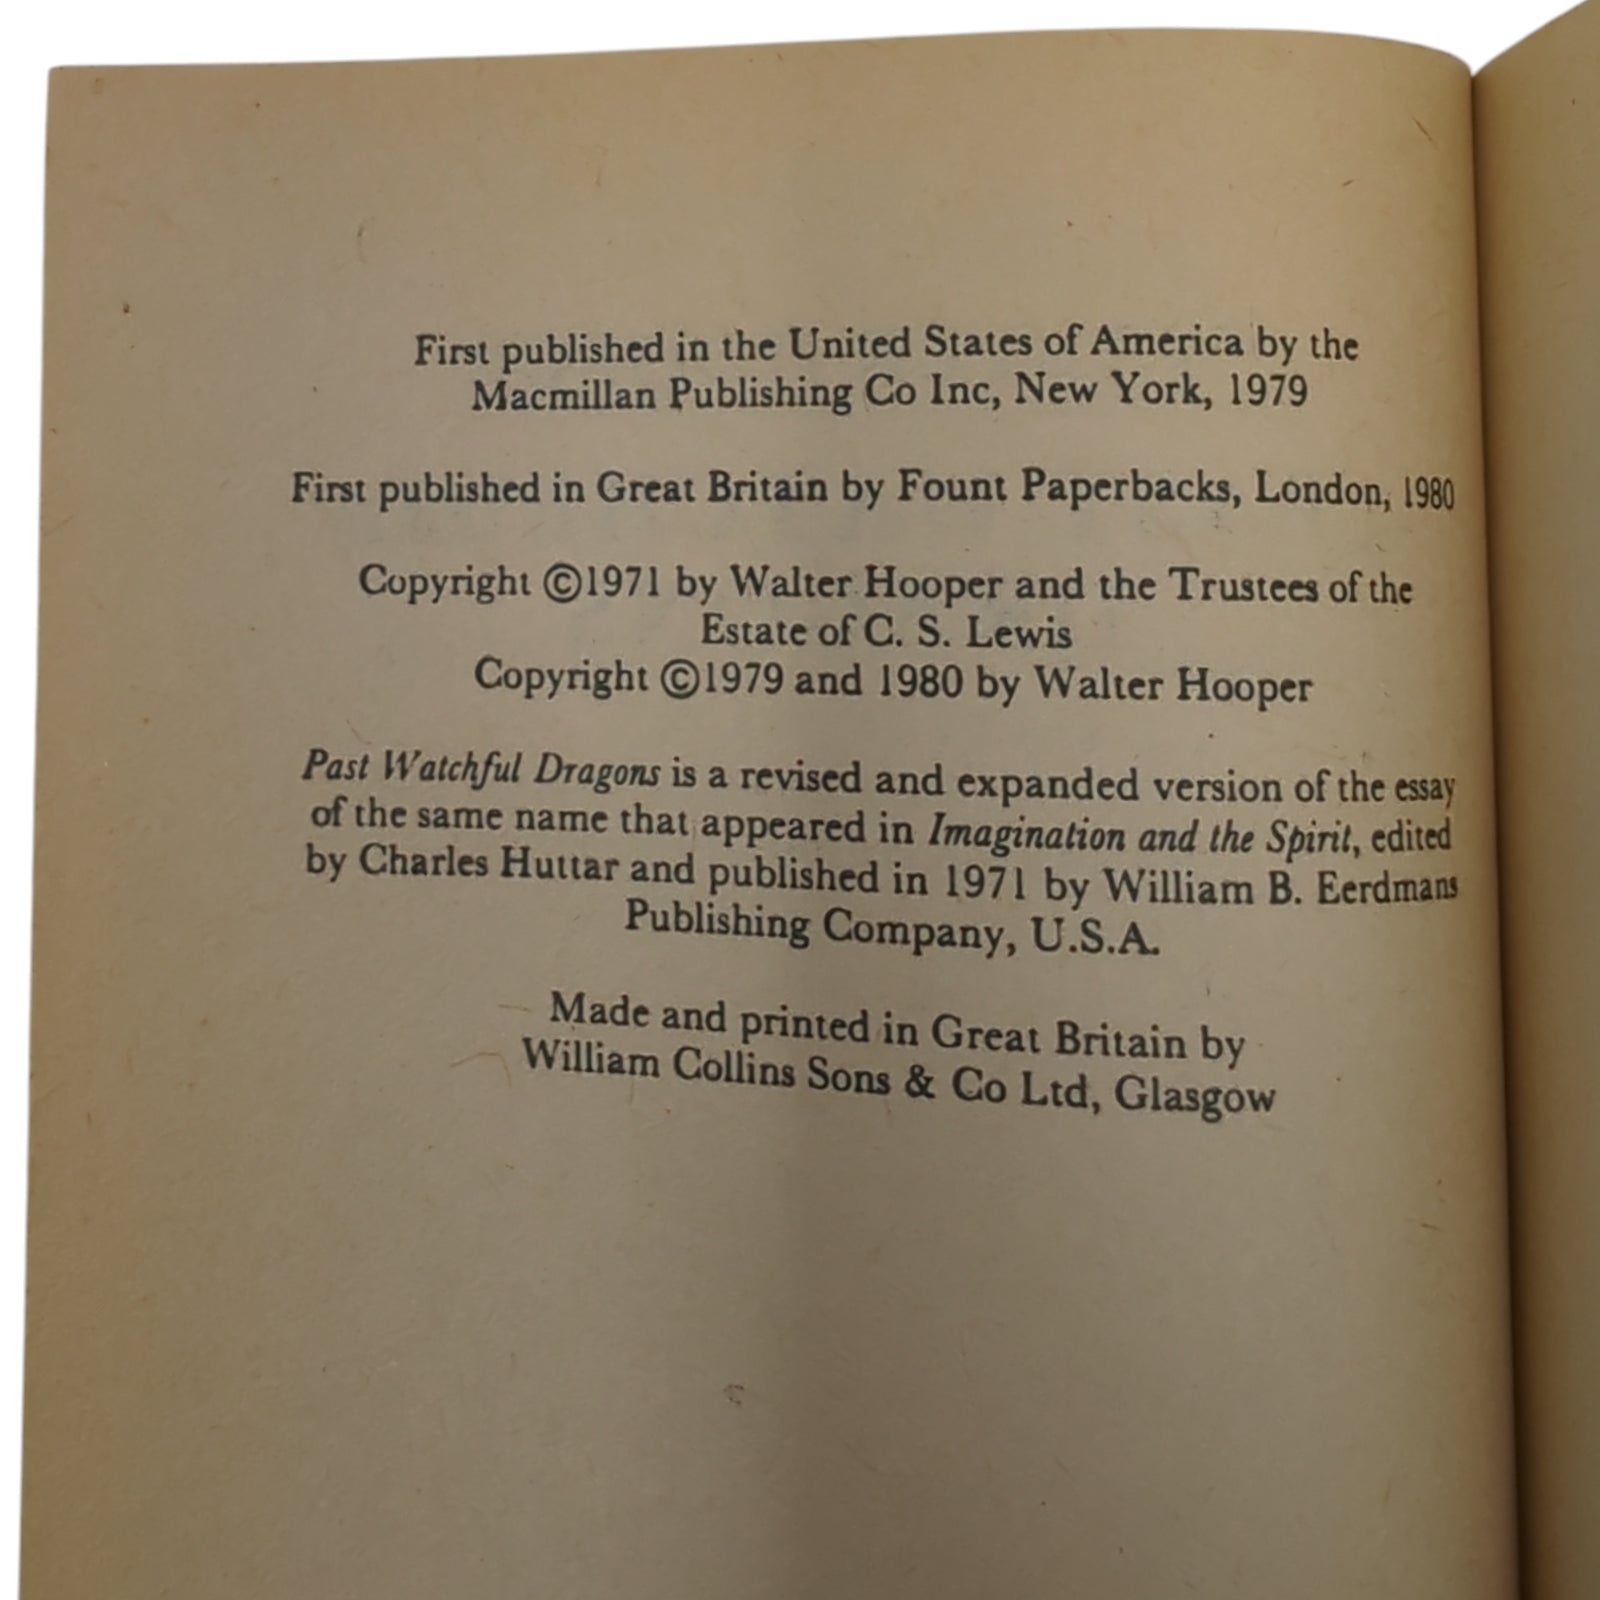 First published in the United States of America by the
Macmillan Publishing Co Inc, New York, 1979
First published in Great Britain by Fount Paperbacks, London, 1980
Copyright ©1971 by Walter Hooper and the Trustees of the
Estate of C. S. Lewis
Copyright ©1979 and 1980 by Walter Hooper
Past Watchful Dragons is a revised and expanded version of the essay
of the same name that appeared in Imagination and the Spirit, edited
by Charles Huttar and published in 1971 by William B. Eerdmans
Publishing Company, U.S.A.
Made and printed in Great Britain by
William Collins Sons & Co Ltd, Glasgow